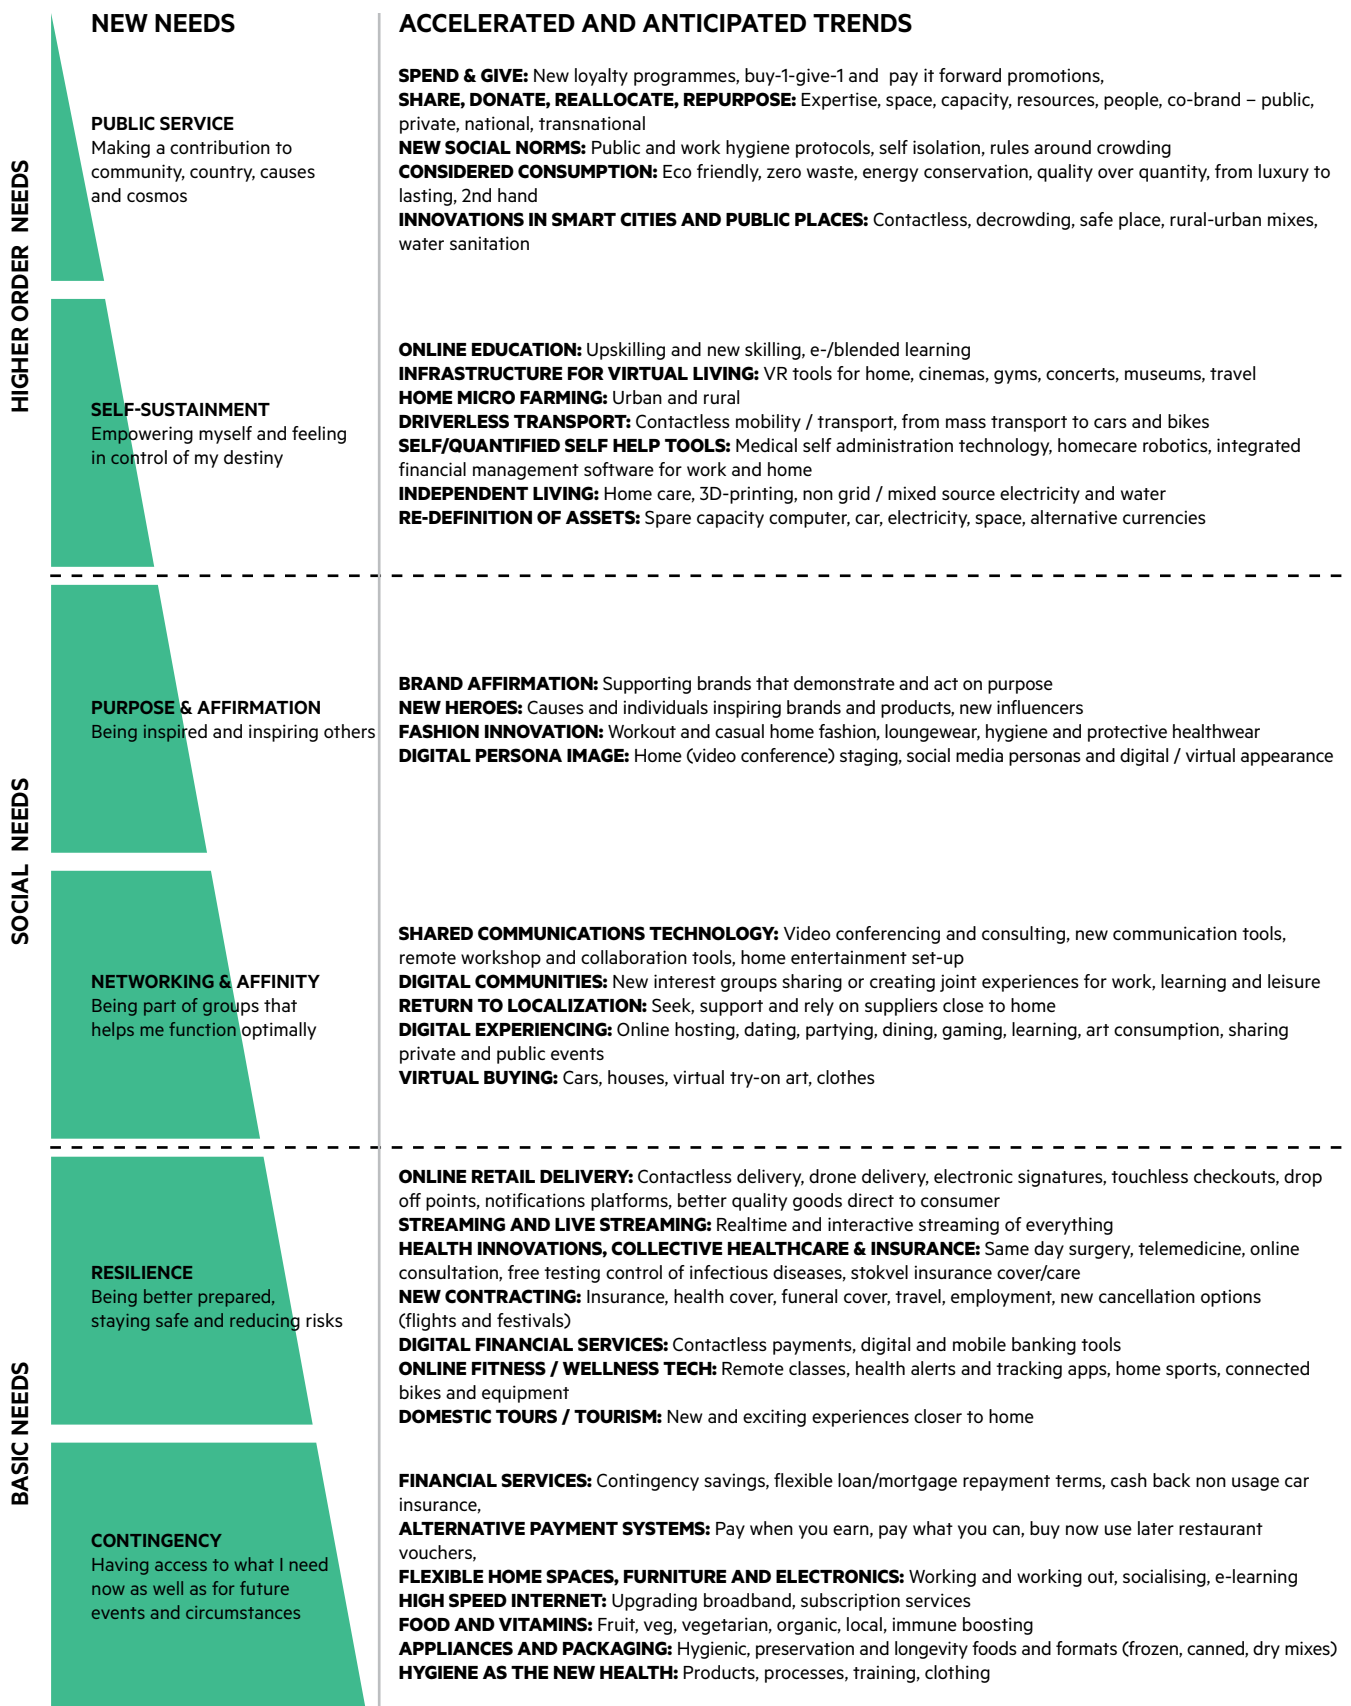 NEW NEEDS
ACCELERATED AND ANTICIPATED TRENDS
HIGHER ORDER NEEDS
PUBLIC SERVICE
Making a contribution to
community, country, causes
and cosmos
SPEND & GIVE: New loyalty programmes, buy-1-give-1 and pay it forward promotions,
SHARE, DONATE, REALLOCATE, REPURPOSE: Expertise, space, capacity, resources, people, co-brand – public,
private, national, transnational
NEW SOCIAL NORMS: Public and work hygiene protocols, self isolation, rules around crowding
CONSIDERED CONSUMPTION: Eco friendly, zero waste, energy conservation, quality over quantity, from luxury to
lasting, 2nd hand
INNOVATIONS IN SMART CITIES AND PUBLIC PLACES: Contactless, decrowding, safe place, rural-urban mixes,
water sanitation
SELF-SUSTAINMENT
Empowering myself and feeling
in control of my destiny
ONLINE EDUCATION: Upskilling and new skilling, e-/blended learning
INFRASTRUCTURE FOR VIRTUAL LIVING: VR tools for home, cinemas, gyms, concerts, museums, travel
HOME MICRO FARMING: Urban and rural
DRIVERLESS TRANSPORT: Contactless mobility / transport, from mass transport to cars and bikes
SELF/QUANTIFIED SELF HELP TOOLS: Medical self administration technology, homecare robotics, integrated
financial management software for work and home
INDEPENDENT LIVING: Home care, 3D-printing, non grid / mixed source electricity and water
RE-DEFINITION OF ASSETS: Spare capacity computer, car, electricity, space, alternative currencies
SOCIAL NEEDS
PURPOSE & AFFIRMATION
Being inspired and inspiring others
BRAND AFFIRMATION: Supporting brands that demonstrate and act on purpose
NEW HEROES: Causes and individuals inspiring brands and products, new influencers
FASHION INNOVATION: Workout and casual home fashion, loungewear, hygiene and protective healthwear
DIGITAL PERSONA IMAGE: Home (video conference) staging, social media personas and digital / virtual appearance
NETWORKING & AFFINITY
Being part of groups that
helps me function optimally
SHARED COMMUNICATIONS TECHNOLOGY: Video conferencing and consulting, new communication tools,
remote workshop and collaboration tools, home entertainment set-up
DIGITAL COMMUNITIES: New interest groups sharing or creating joint experiences for work, learning and leisure
RETURN TO LOCALIZATION: Seek, support and rely on suppliers close to home
DIGITAL EXPERIENCING: Online hosting, dating, partying, dining, gaming, learning, art consumption, sharing
private and public events
VIRTUAL BUYING: Cars, houses, virtual try-on art, clothes
BASIC NEEDS
RESILIENCE
Being better prepared,
staying safe and reducing risks
ONLINE RETAIL DELIVERY: Contactless delivery, drone delivery, electronic signatures, touchless checkouts, drop
off points, notifications platforms, better quality goods direct to consumer
STREAMING AND LIVE STREAMING: Realtime and interactive streaming of everything
HEALTH INNOVATIONS, COLLECTIVE HEALTHCARE & INSURANCE: Same day surgery, telemedicine, online
consultation, free testing control of infectious diseases, stokvel insurance cover/care
NEW CONTRACTING: Insurance, health cover, funeral cover, travel, employment, new cancellation options
(flights and festivals)
DIGITAL FINANCIAL SERVICES: Contactless payments, digital and mobile banking tools
ONLINE FITNESS / WELLNESS TECH: Remote classes, health alerts and tracking apps, home sports, connected
bikes and equipment
DOMESTIC TOURS / TOURISM: New and exciting experiences closer to home
CONTINGENCY
Having access to what I need
now as well as for future
events and circumstances
FINANCIAL SERVICES: Contingency savings, flexible loan/mortgage repayment terms, cash back non usage car
insurance,
ALTERNATIVE PAYMENT SYSTEMS: Pay when you earn, pay what you can, buy now use later restaurant
vouchers,
FLEXIBLE HOME SPACES, FURNITURE AND ELECTRONICS: Working and working out, socialising, e-learning
HIGH SPEED INTERNET: Upgrading broadband, subscription services
FOOD AND VITAMINS: Fruit, veg, vegetarian, organic, local, immune boosting
APPLIANCES AND PACKAGING: Hygienic, preservation and longevity foods and formats (frozen, canned, dry mixes)
HYGIENE AS THE NEW HEALTH: Products, processes, training, clothing